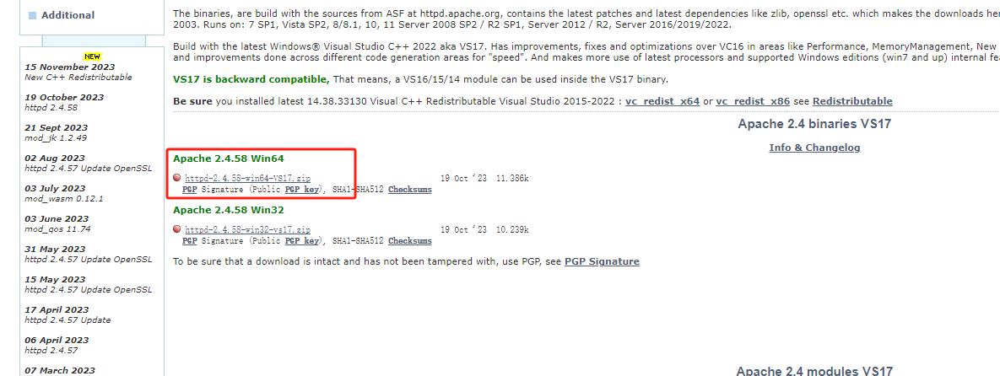 Additional
NEW
15 November 2023
New C++ Redistributable
19 October 2023
httpd 2.4.58
21 Sept 2023
mod_jk 1.2.49
02 Aug 2023
httpd 2.4.57 Update OpenSSL
03 July 2023
mod_wasm 0.12.1
03 June 2023
mod_qos 11.74
31 May 2023
httpd 2.4.57 Update OpenSSL
15 May 2023
httpd 2.4.57 Update OpenSSL
17 April 2023
httpd 2.4.57 Update
06 April 2023
httpd 2.4.57
07 March 2023
The binaries, are build with the sources from ASF at httpd.apache.org, contains the latest patches and latest dependencies like zlib, openssl etc. which makes the downloads her
2003. Runs on: 7 SP1, Vista SP2, 8/8.1, 10, 11 Server 2008 SP2 / R2 SP1, Server 2012 / R2, Server 2016/2019/2022.
Build with the latest Windows® Visual Studio C++ 2022 aka VS17. Has improvements, fixes and optimizations over VC16 in areas like Performance, MemoryManagement, New
and improvements done across different code generation areas for "speed". And makes more use of latest processors and supported Windows editions (win7 and up) internal fea
VS17 is backward compatible, That means, a VS16/15/14 module can be used inside the VS17 binary.
Be sure you installed latest 14.38.33130 Visual C++ Redistributable Visual Studio 2015-2022 : vc_redist_x64 or vc_redist_x86 see Redistributable
Apache 2.4 binaries VS17
Info & Changelog
Apache 2.4.58 Win64
httpd-2.4.58-win64-VS17.zip 19 Oct '23 11.386k
PGP Signature (Public PGP key), SHA1-SHA512 Checksums
Apache 2.4.58 Win32
httpd-2.4.58-win32-vs17.zip 19 Oct '23 10.239k
PGP Signature (Public PGP key), SHA1-SHA512 Checksums
To be sure that a download is intact and has not been tampered with, use PGP, see PGP Signature
Apache 2.4 modules VS17